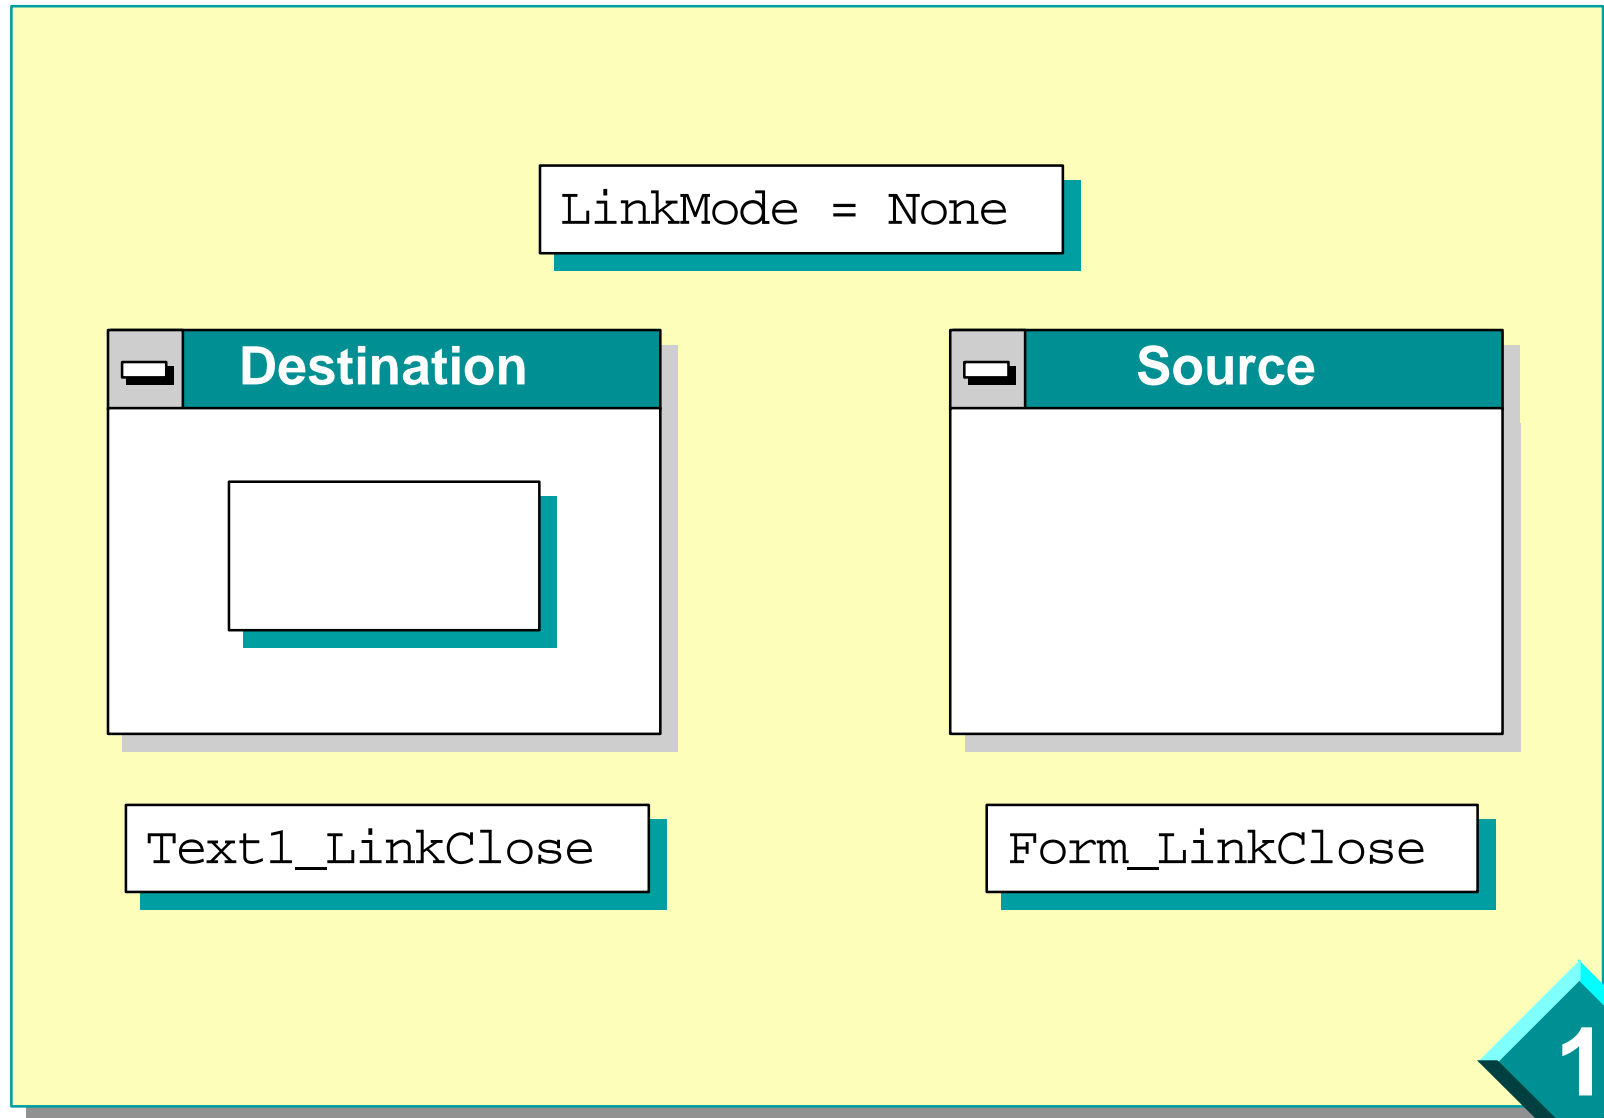 LinkMode = None
Destination
Source
Text1_LinkClose
Form_LinkClose
1